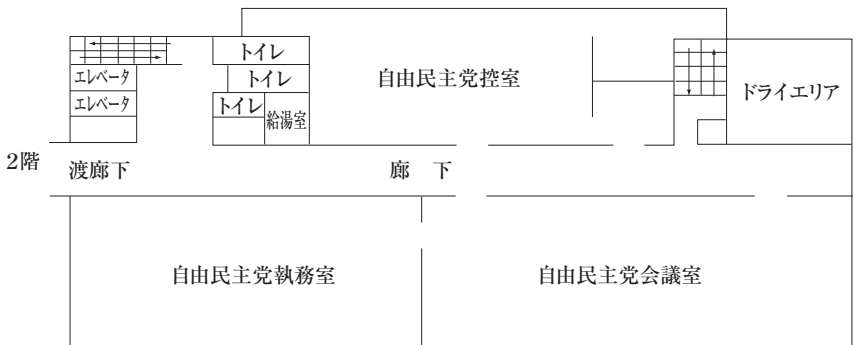 トイレ
エレベータ
トイレ
自由民主党控室
ドライエリア
エレベータ
トイレ
給湯室
2階
渡廊下
廊 下
自由民主党執務室
自由民主党会議室